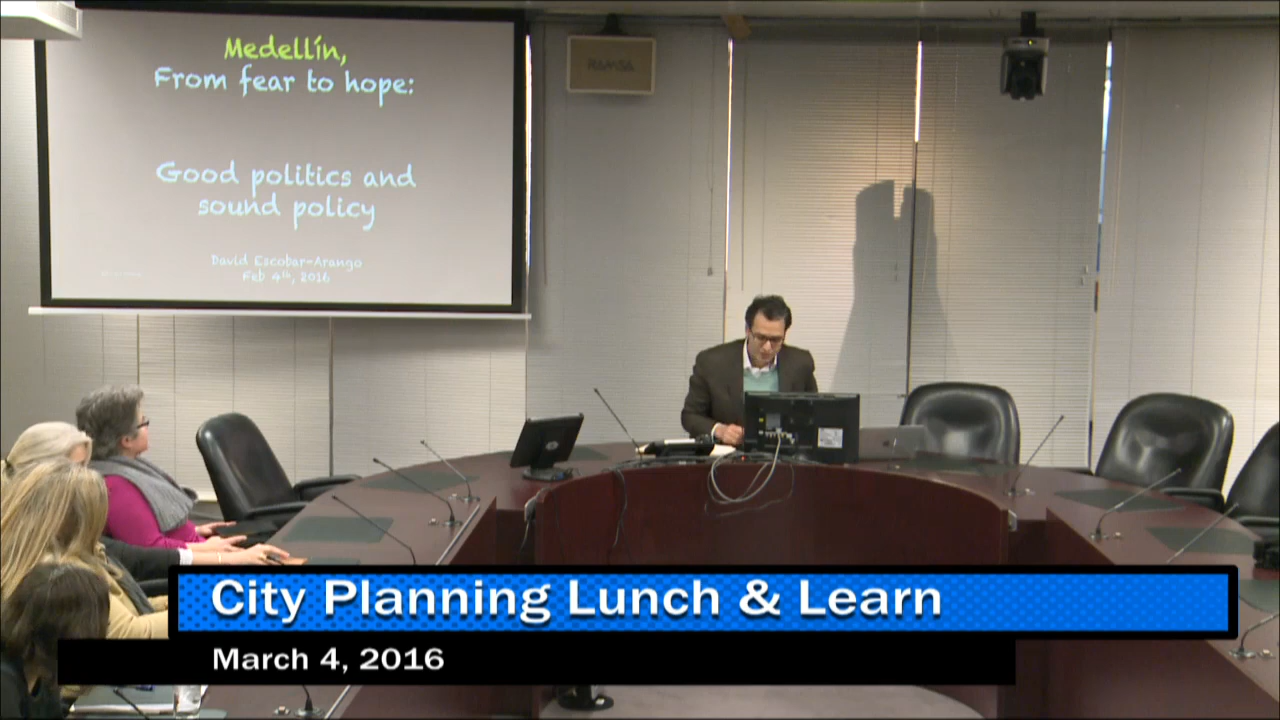 Medellín,
From fear to hope:
Good politics and
sound policy
David Escobar-Arango
Feb 4th, 2016
RAMSA
City Planning Lunch & Learn
March 4, 2016